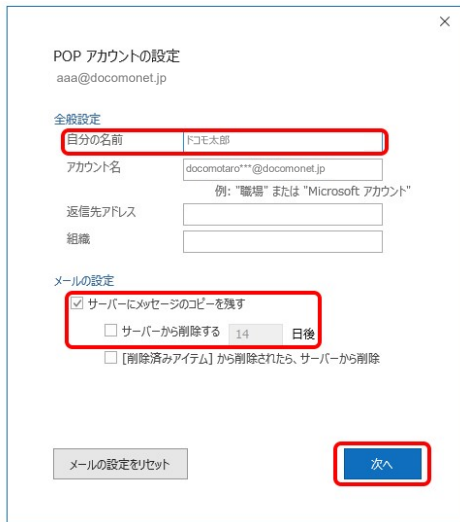 POP アカウントの設定
aaa@docomonet.jp
全般設定
自分の名前 ドコモ太郎
アカウント名 docomotaro***@docomonet.jp
例: "職場" または "Microsoft アカウント"
返信先アドレス
組織
メールの設定
サーバーにメッセージのコピーを残す
サーバーから削除する 14 日後
[削除済みアイテム] から削除されたら、サーバーから削除
メールの設定をリセット 次へ